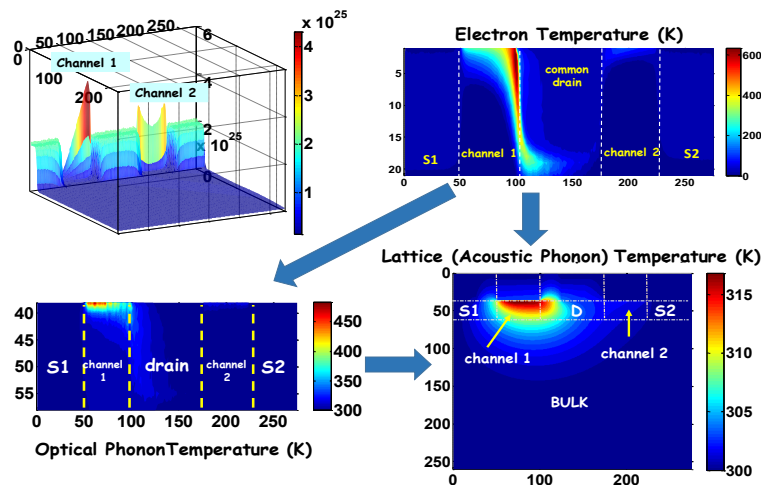 x 10^25
0 50 100 150 200 250 300
0
100
200
Channel 1
Channel 2
6
4
2
x 10^25
0
4
3
2
1
Electron Temperature (K)
5
10
15
20
S1
channel 1
common
drain
channel 2
S2
0 50 100 150 200 250
600
400
200
0
40
45
50
55
S1
channel
1
drain
channel
2
S2
0 50 100 150 200 250
450
400
350
300
Optical PhononTemperature (K)
Lattice (Acoustic Phonon) Temperature (K)
0
50
100
150
200
250
S1
D
S2
channel 1
channel 2
BULK
0 100 200
315
310
305
300